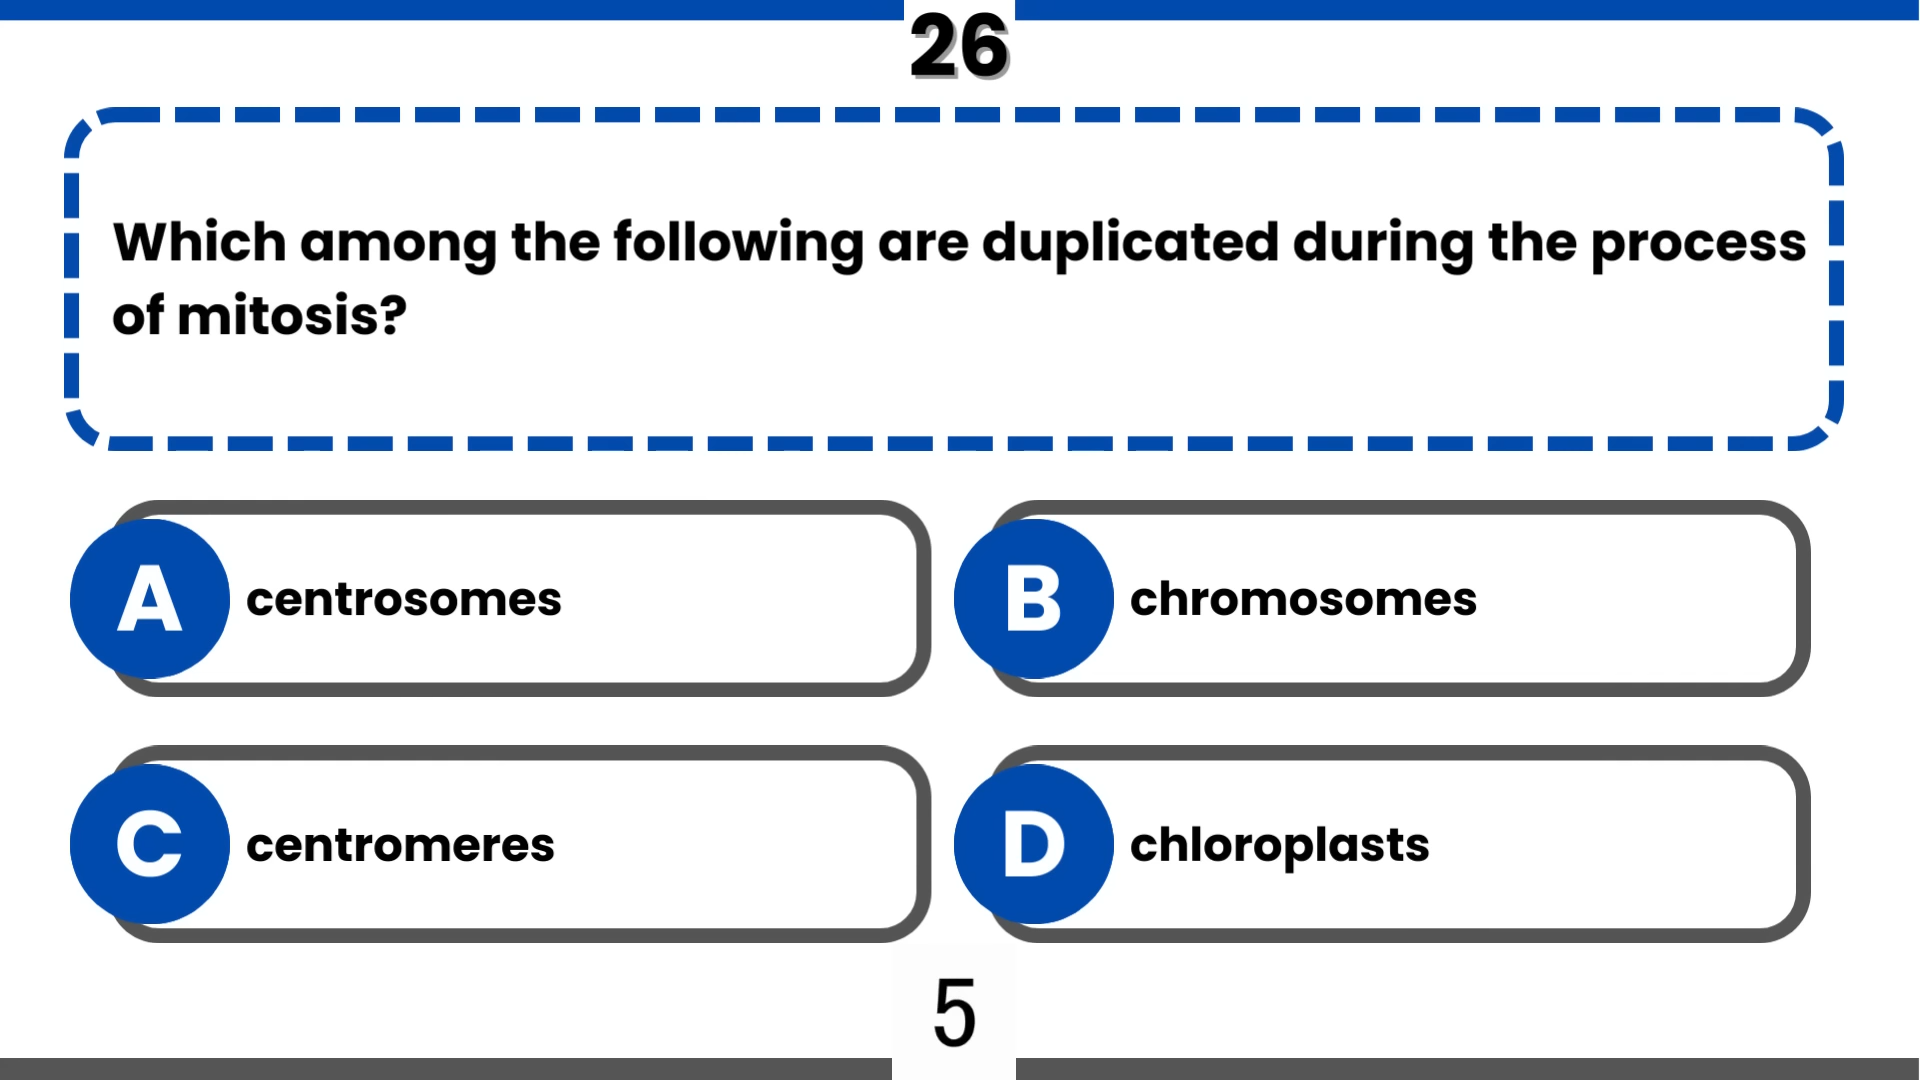 26
Which among the following are duplicated during the process
of mitosis?
A centrosomes
B chromosomes
C centromeres
D chloroplasts
5